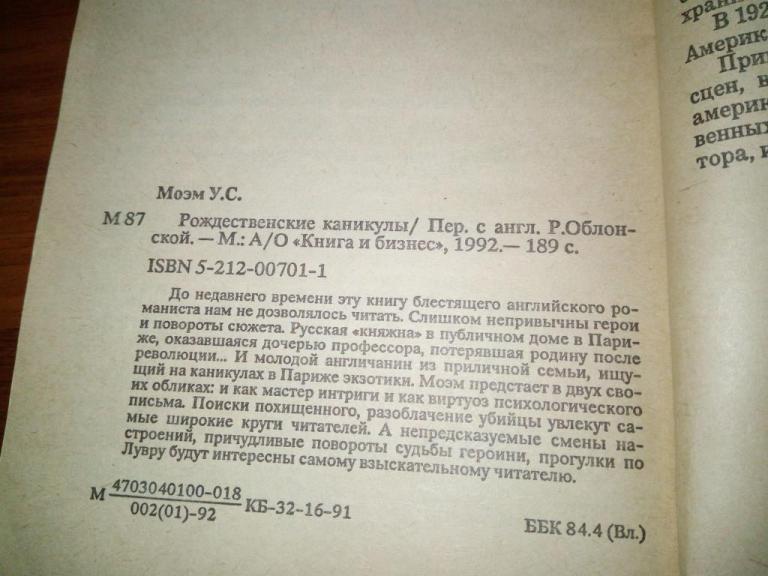 Моэм У.С.
М 87 Рождественские каникулы/ Пер. с англ. Р.Облон-
ской. — М.: А/О «Книга и бизнес», 1992.— 189 с.
ISBN 5-212-00701-1
До недавнего времени эту книгу блестящего английского ро-
маниста нам не дозволялось читать. Слишком непривычны герои
и повороты сюжета. Русская «княжна» в публичном доме в Пари-
же, оказавшаяся дочерью профессора, потерявшая родину после
революции... И молодой англичанин из приличной семьи, ищу-
щий на каникулах в Париже экзотики. Моэм предстает в двух сво-
их обликах: и как мастер интриги и как виртуоз психологического
письма. Поиски похищенного, разоблачение убийцы увлекут са-
мые широкие круги читателей. А непредсказуемые смены на-
строений, причудливые повороты судьбы героини, прогулки по
Лувру будут интересны самому взыскательному читателю.
М 4703040100-018
002(01)-92 КБ-32-16-91
ББК 84.4 (Вл.)
В 192
Америк
сцен, в
америк
венных
тора, и